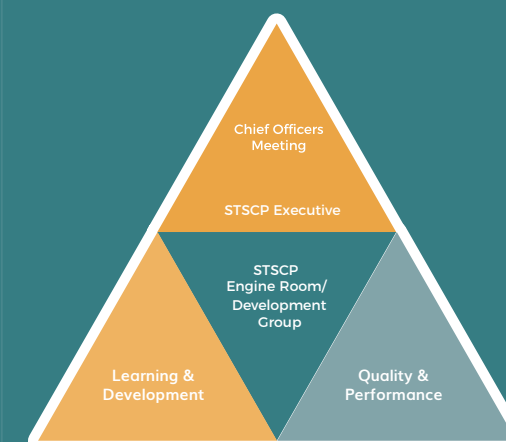 Chief Officers
Meeting
STSCP Executive
STSCP
Engine Room/
Development
Group
Learning &
Development
Quality &
Performance